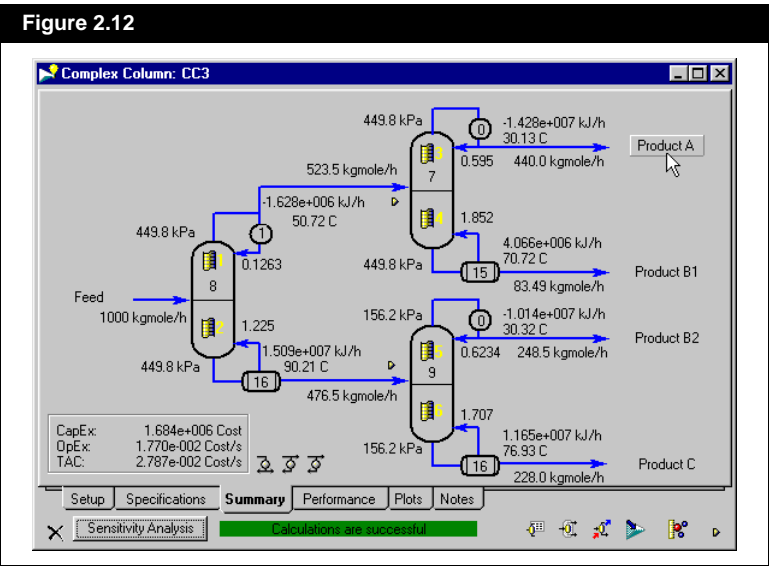 Figure 2.12
Complex Column: CC3
449.8 kPa
0
-1.428e+007 kJ/h
30.13 C
Product A
3
7
0.595
440.0 kgmole/h
523.5 kgmole/h
-1.628e+006 kJ/h
50.72 C
4
1.852
449.8 kPa
1
1
8
0.1263
449.8 kPa
4.066e+006 kJ/h
70.72 C
15
Product B1
83.49 kgmole/h
Feed
1000 kgmole/h
2
1.225
156.2 kPa
0
-1.014e+007 kJ/h
30.32 C
Product B2
5
9
0.6234
248.5 kgmole/h
449.8 kPa
1.509e+007 kJ/h
90.21 C
16
476.5 kgmole/h
6
1.707
156.2 kPa
1.165e+007 kJ/h
76.93 C
16
Product C
228.0 kgmole/h
CapEx: 1.684e+006 Cost
OpEx: 1.770e-002 Cost/s
TAC: 2.787e-002 Cost/s
Setup Specifications Summary Performance Plots Notes
Sensitivity Analysis Calculations are successful